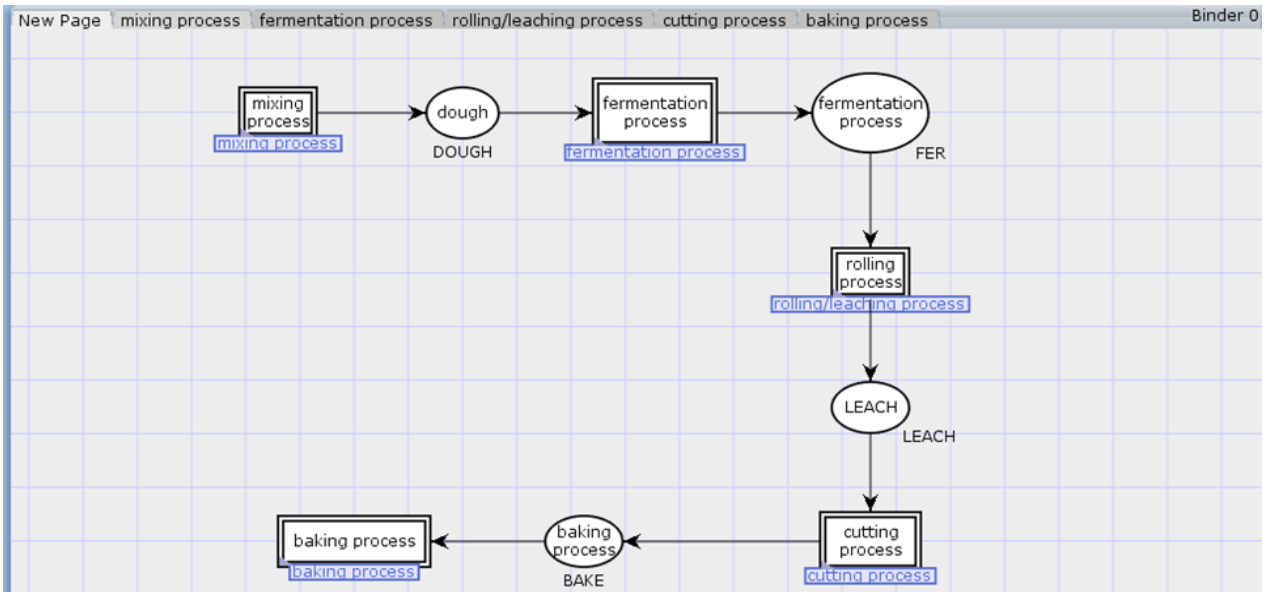 New Page mixing process fermentation process rolling/leaching process cutting process baking process Binder 0
mixing
process
mixing process
dough
DOUGH
fermentation
process
fermentation process
fermentation
process
FER
rolling
process
rolling/leaching process
LEACH
LEACH
cutting
process
cutting process
baking
process
BAKE
baking process
baking process